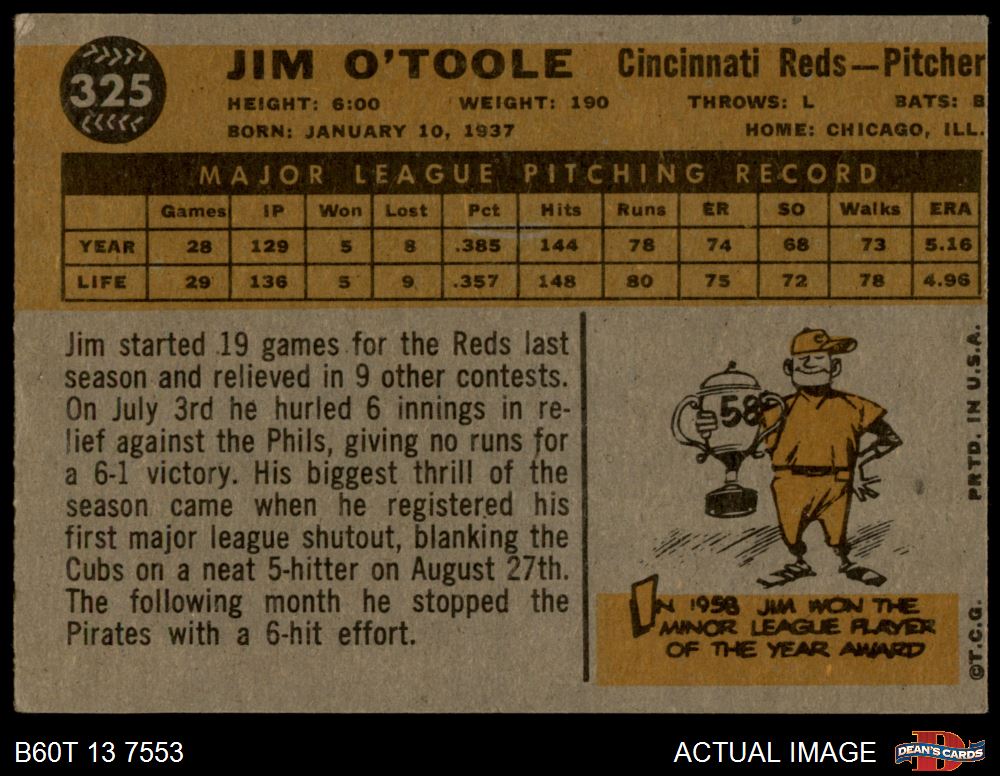 325
JIM O'TOOLE Cincinnati Reds—Pitcher
HEIGHT: 6:00 WEIGHT: 190 THROWS: L BATS: B
BORN: JANUARY 10, 1937 HOME: CHICAGO, ILL.
MAJOR LEAGUE PITCHING RECORD
Games IP Won Lost Pct Hits Runs ER SO Walks ERA
YEAR 28 129 5 8 .385 144 78 74 68 73 5.16
LIFE 29 136 5 9 .357 148 80 75 72 78 4.96
Jim started 19 games for the Reds last
season and relieved in 9 other contests.
On July 3rd he hurled 6 innings in re-
lief against the Phils, giving no runs for
a 6-1 victory. His biggest thrill of the
season came when he registered his
first major league shutout, blanking the
Cubs on a neat 5-hitter on August 27th.
The following month he stopped the
Pirates with a 6-hit effort.
C
58
IN 1958 JIM WON THE
MINOR LEAGUE PLAYER
OF THE YEAR AWARD
©T.C.G. PRTD. IN U.S.A.
B60T 13 7553 ACTUAL IMAGE
D
DEAN'S CARDS